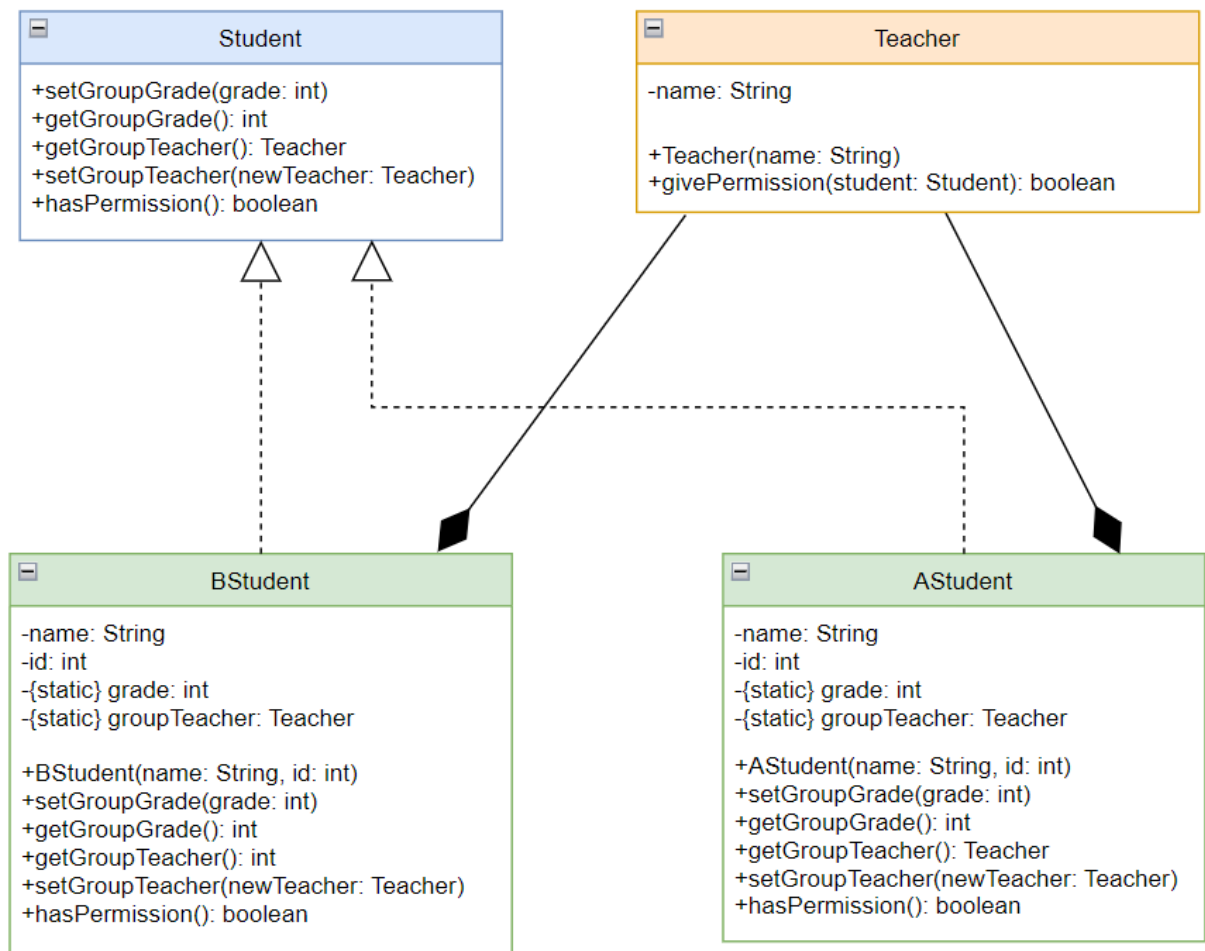 Student
+setGroupGrade(grade: int)
+getGroupGrade(): int
+getGroupTeacher(): Teacher
+setGroupTeacher(newTeacher: Teacher)
+hasPermission(): boolean
Teacher
-name: String
+Teacher(name: String)
+givePermission(student: Student): boolean
BStudent
-name: String
-id: int
-{static} grade: int
-{static} groupTeacher: Teacher
+BStudent(name: String, id: int)
+setGroupGrade(grade: int)
+getGroupGrade(): int
+getGroupTeacher(): int
+setGroupTeacher(newTeacher: Teacher)
+hasPermission(): boolean
AStudent
-name: String
-id: int
-{static} grade: int
-{static} groupTeacher: Teacher
+AStudent(name: String, id: int)
+setGroupGrade(grade: int)
+getGroupGrade(): int
+getGroupTeacher(): Teacher
+setGroupTeacher(newTeacher: Teacher)
+hasPermission(): boolean